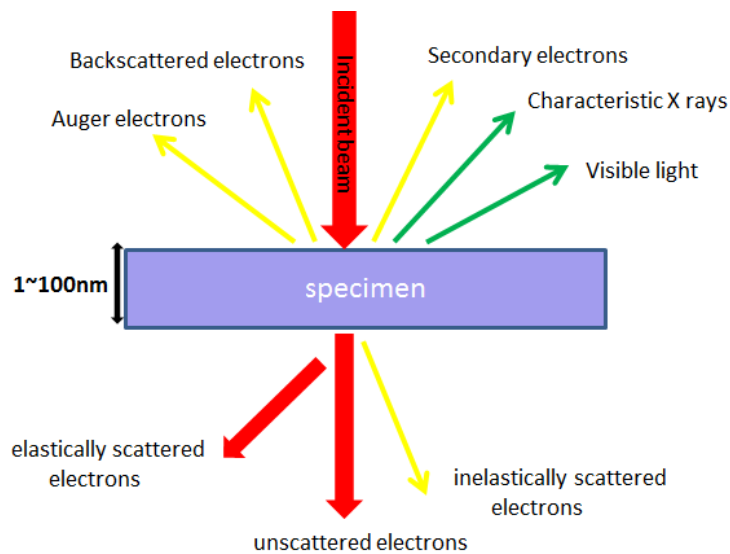 Backscattered electrons
Secondary electrons
Incident beam
Auger electrons
Characteristic X rays
Visible light
1~100nm
specimen
elastically scattered
electrons
inelastically scattered
electrons
unscattered electrons